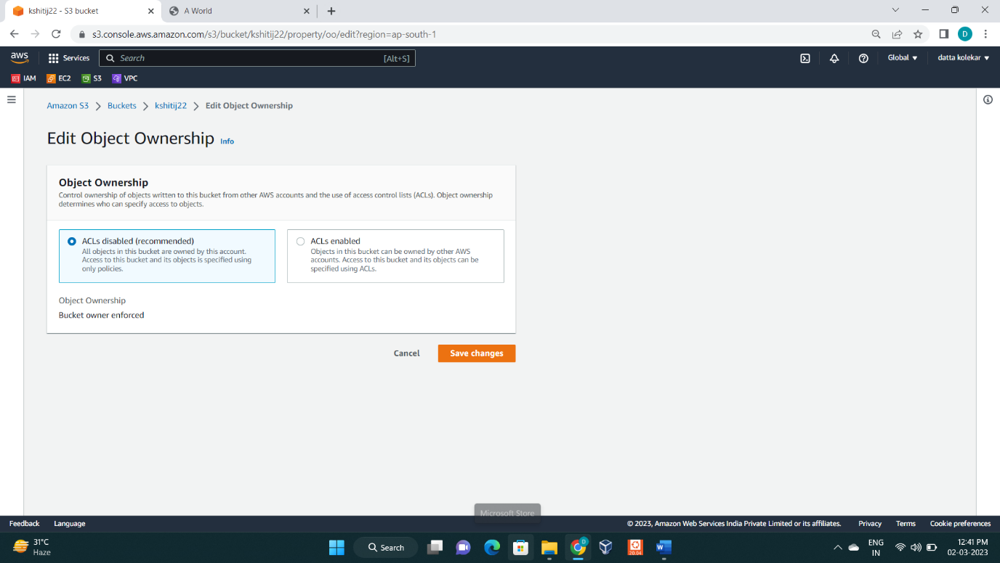 kshitij22 - S3 bucket
A World
s3.console.aws.amazon.com/s3/bucket/kshitij22/property/oo/edit?region=ap-south-1
D
aws
Services
Search
[Alt+S]
Global
datta kolekar
IAM
EC2
S3
VPC
Amazon S3
Buckets
kshitij22
Edit Object Ownership
Edit Object Ownership Info
Object Ownership
Control ownership of objects written to this bucket from other AWS accounts and the use of access control lists (ACLs). Object ownership
determines who can specify access to objects.
ACLs disabled (recommended)
All objects in this bucket are owned by this account.
Access to this bucket and its objects is specified using
only policies.
ACLs enabled
Objects in this bucket can be owned by other AWS
accounts. Access to this bucket and its objects can be
specified using ACLs.
Object Ownership
Bucket owner enforced
Cancel
Save changes
Microsoft Store
Feedback
Language
© 2023, Amazon Web Services India Private Limited or its affiliates.
Privacy
Terms
Cookie preferences
31°C
Haze
Search
D
20.04
W
ENG
IN
12:41 PM
02-03-2023